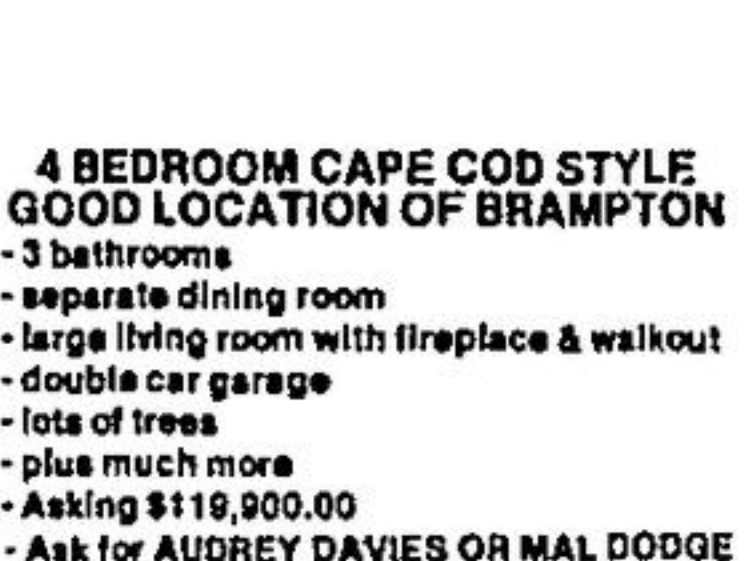 4 BEDROOM CAPE COD STYLE
GOOD LOCATION OF BRAMPTON
- 3 bathrooms
- separate dining room
- large living room with fireplace & walkout
- double car garage
- lots of trees
- plus much more
- Asking $119,900.00
- Ask for AUDREY DAVIES OR MAL DODGE